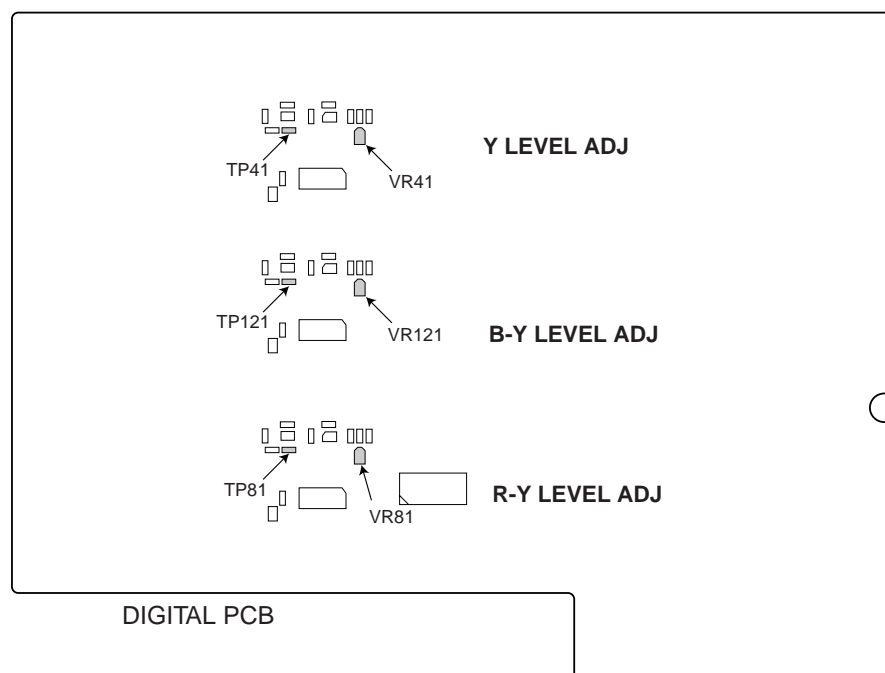 Y LEVEL ADJ
TP41
VR41
TP121
VR121
B-Y LEVEL ADJ
TP81
VR81
R-Y LEVEL ADJ
DIGITAL PCB